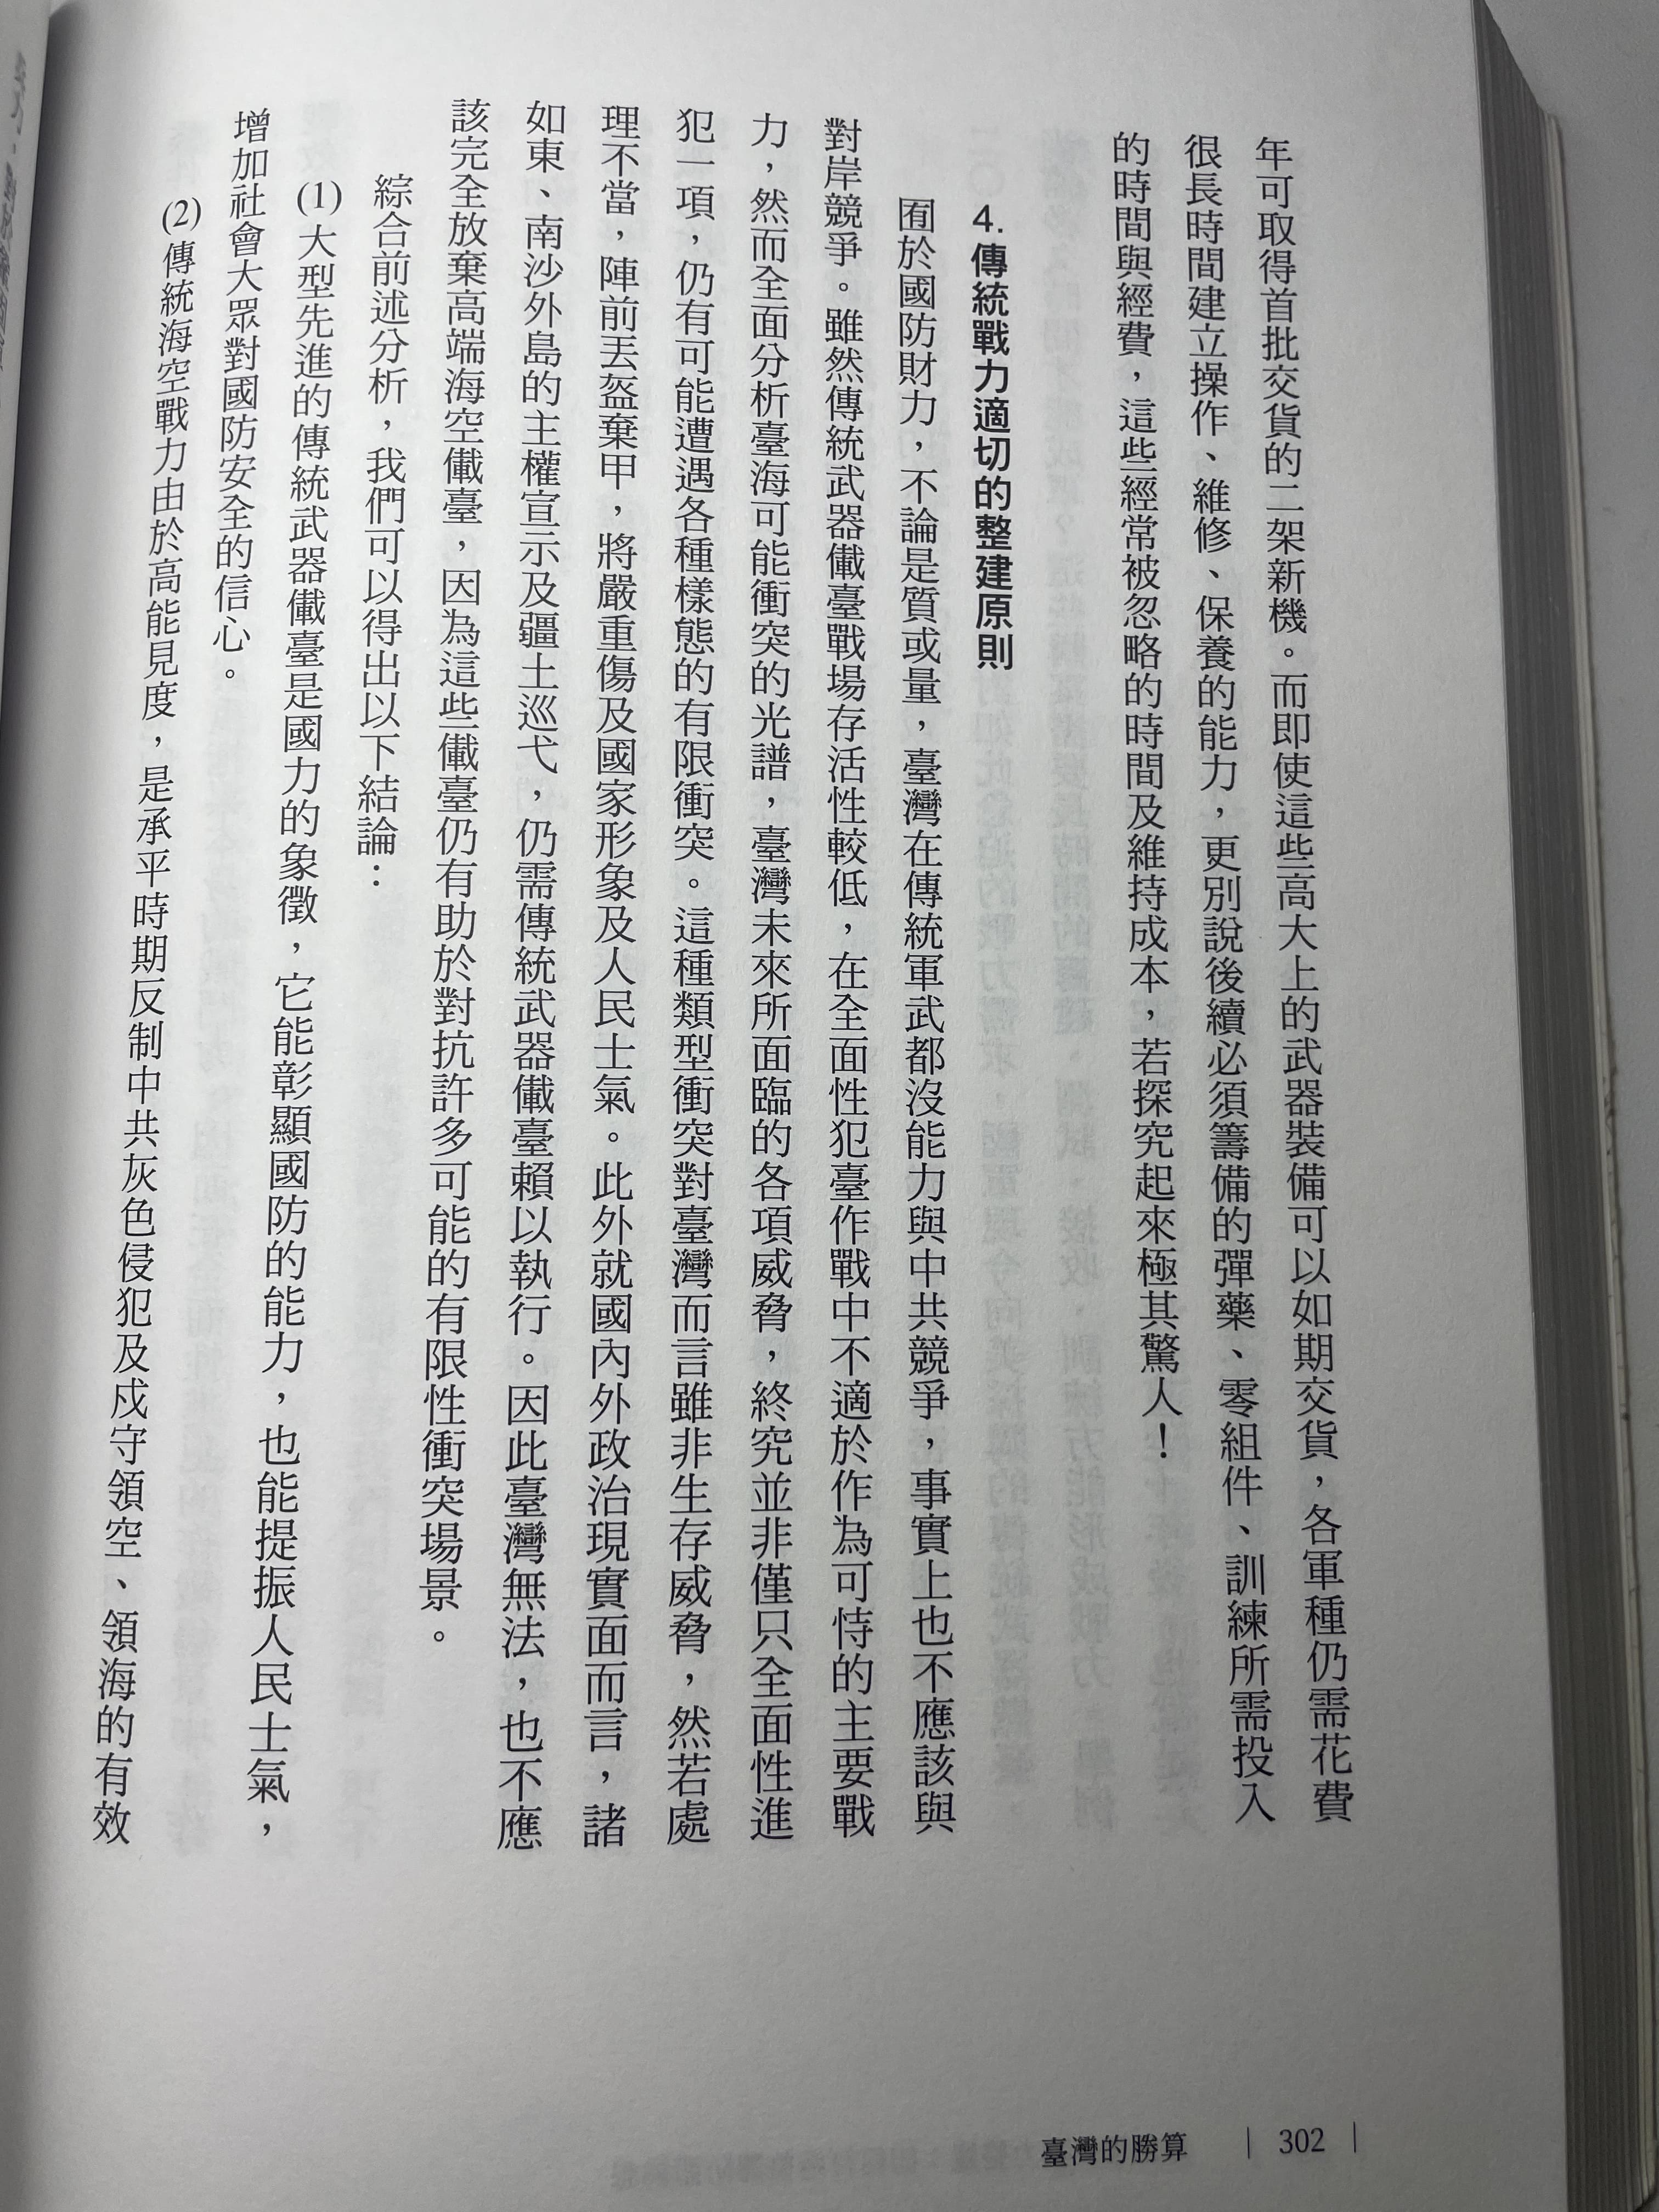 年可取得首批交貨的二架新機。而即使這些高大上的武器裝備可以如期交貨，各軍種仍需花費
很長時間建立操作、維修、保養的能力，更別說後續必須籌備的彈藥、零組件、訓練所需投入
的時間與經費，這些經常被忽略的時間及維持成本，若探究起來極其驚人！
4. 傳統戰力適切的整建原則
囿於國防財力，不論是質或量，臺灣在傳統軍武都沒能力與中共競爭，事實上也不應該與
對岸競爭。雖然傳統武器儎臺戰場存活性較低，在全面性犯臺作戰中不適於作為可恃的主要戰
力，然而全面分析臺海可能衝突的光譜，臺灣未來所面臨的各項威脅，終究並非僅只全面性進
犯一項，仍有可能遭遇各種樣態的有限衝突。這種類型衝突對臺灣而言雖非生存威脅，然若處
理不當，陣前丟盔棄甲，將嚴重傷及國家形象及人民士氣。此外就國內外政治現實面而言，諸
如東、南沙外島的主權宣示及疆土巡弋，仍需傳統武器儎臺賴以執行。因此臺灣無法，也不應
該完全放棄高端海空儎臺，因為這些儎臺仍有助於對抗許多可能的有限性衝突場景。
綜合前述分析，我們可以得出以下結論：
(1) 大型先進的傳統武器儎臺是國力的象徵，它能彰顯國防的能力，也能提振人民士氣，
增加社會大眾對國防安全的信心。
(2) 傳統海空戰力由於高能見度，是承平時期反制中共灰色侵犯及戍守領空、領海的有效
臺灣的勝算 | 302 |